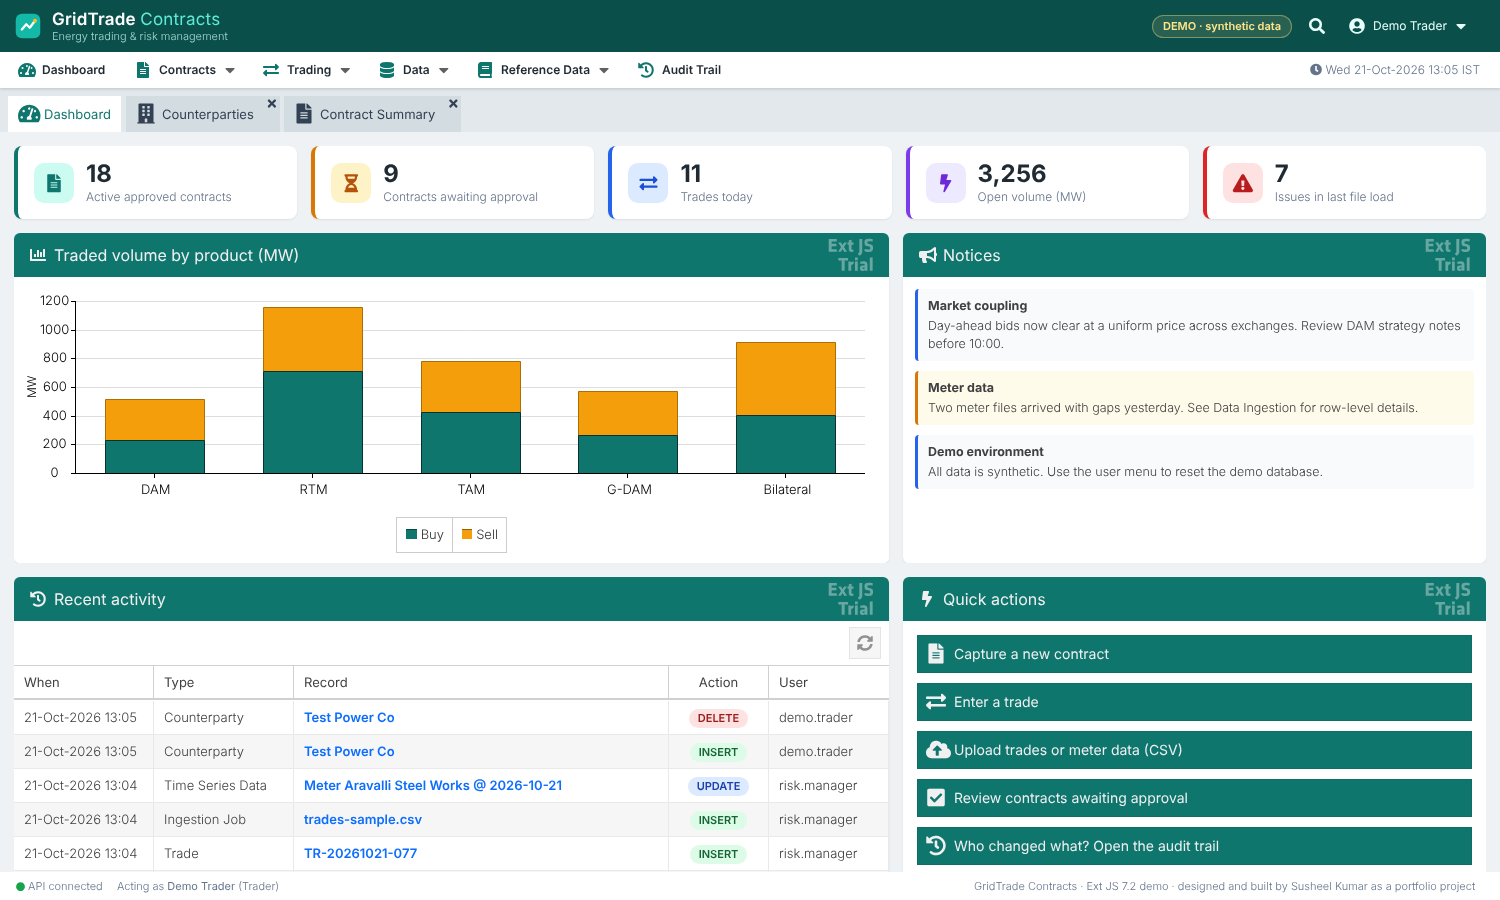 GridTrade Contracts
Energy trading & risk management
DEMO · synthetic data
Demo Trader
Dashboard
Contracts
Trading
Data
Reference Data
Audit Trail
Wed 21-Oct-2026 13:05 IST
Dashboard
Counterparties
Contract Summary
18
Active approved contracts
9
Contracts awaiting approval
11
Trades today
3,256
Open volume (MW)
7
Issues in last file load
Traded volume by product (MW)
Ext JS
Trial
1200
1000
800
600
400
200
0
MW
DAM
RTM
TAM
G-DAM
Bilateral
Buy
Sell
Notices
Ext JS
Trial
Market coupling
Day-ahead bids now clear at a uniform price across exchanges. Review DAM strategy notes
before 10:00.
Meter data
Two meter files arrived with gaps yesterday. See Data Ingestion for row-level details.
Demo environment
All data is synthetic. Use the user menu to reset the demo database.
Recent activity
Ext JS
Trial
When Type Record Action User
21-Oct-2026 13:05 Counterparty Test Power Co DELETE demo.trader
21-Oct-2026 13:05 Counterparty Test Power Co INSERT demo.trader
21-Oct-2026 13:04 Time Series Data Meter Aravalli Steel Works @ 2026-10-21 UPDATE risk.manager
21-Oct-2026 13:04 Ingestion Job trades-sample.csv INSERT risk.manager
21-Oct-2026 13:04 Trade TR-20261021-077 INSERT risk.manager
Quick actions
Ext JS
Trial
Capture a new contract
Enter a trade
Upload trades or meter data (CSV)
Review contracts awaiting approval
Who changed what? Open the audit trail
API connected
Acting as Demo Trader (Trader)
GridTrade Contracts · Ext JS 7.2 demo · designed and built by Susheel Kumar as a portfolio project